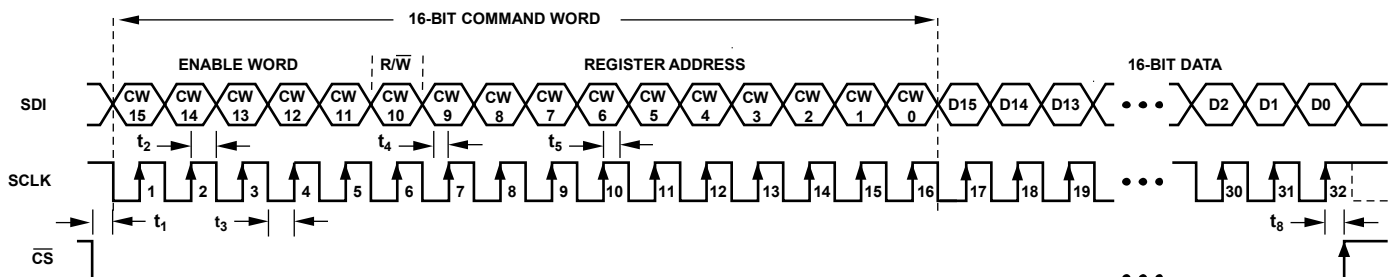 16-BIT COMMAND WORD
ENABLE WORD R/W̅ REGISTER ADDRESS 16-BIT DATA
SDI CW 15 CW 14 CW 13 CW 12 CW 11 CW 10 CW 9 CW 8 CW 7 CW 6 CW 5 CW 4 CW 3 CW 2 CW 1 CW 0 D15 D14 D13 ••• D2 D1 D0
t2 t4 t5
SCLK 1 2 3 4 5 6 7 8 9 10 11 12 13 14 15 16 17 18 19 ••• 30 31 32
t1 t3 t8
C̅S̅ •••